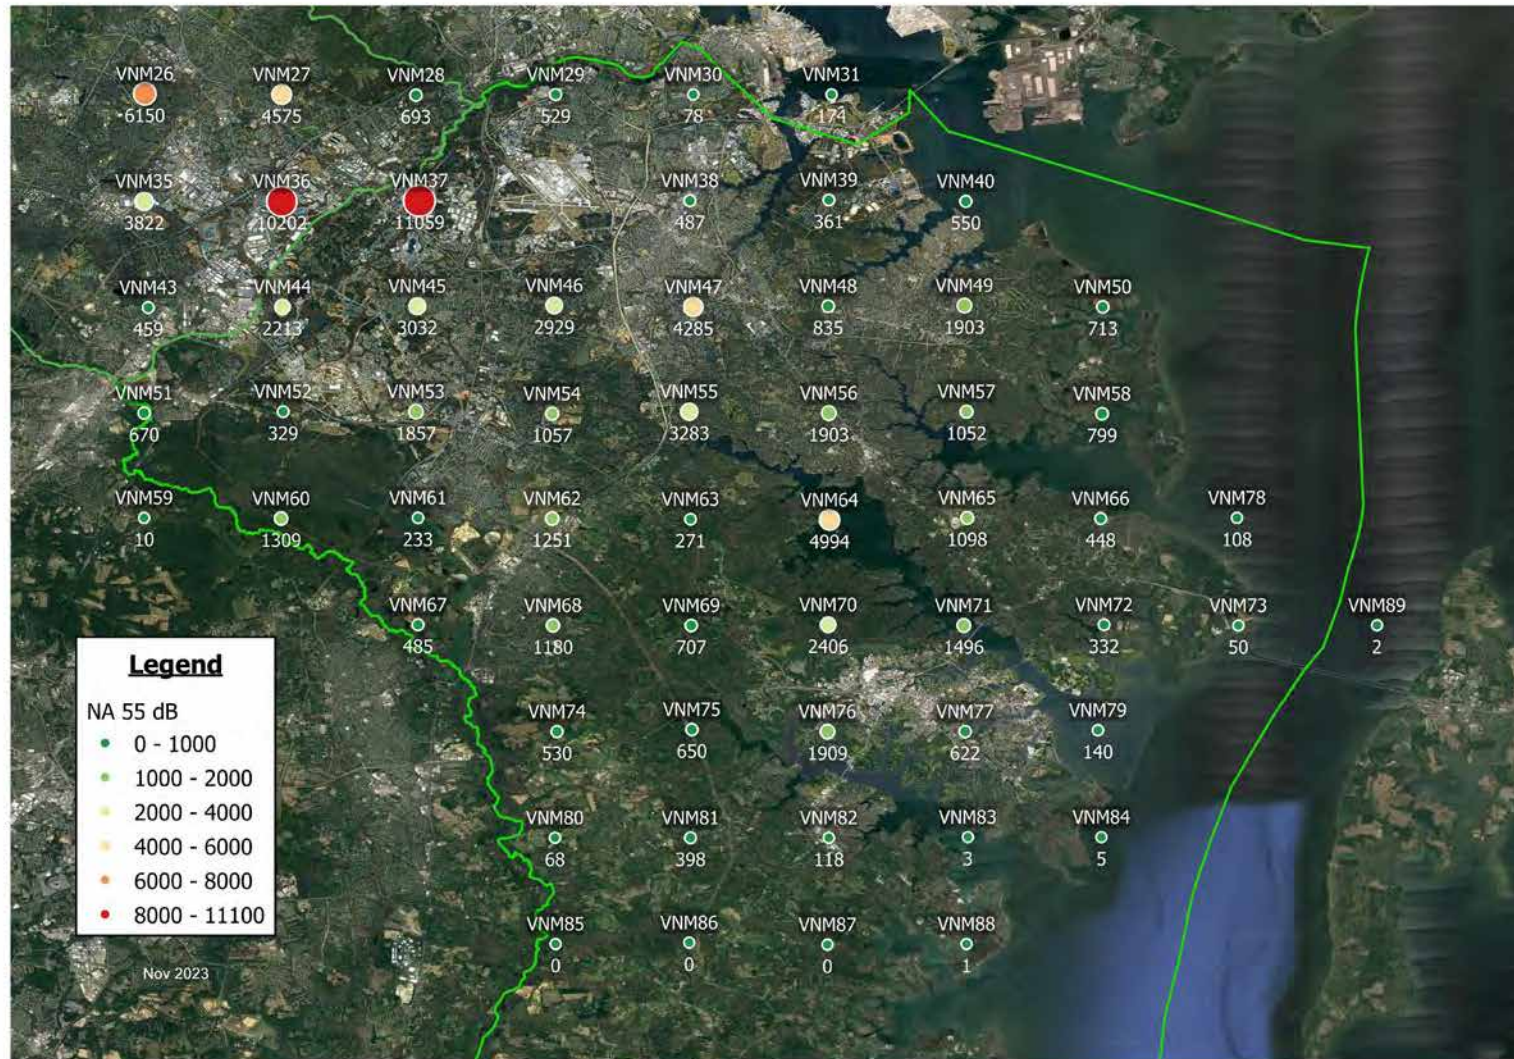 VNM26 VNM27 VNM28 VNM29 VNM30 VNM31
6150 4575 693 529 78 174
VNM35 VNM36 VNM37 VNM38 VNM39 VNM40
3822 10202 11059 487 361 550
VNM43 VNM44 VNM45 VNM46 VNM47 VNM48 VNM49 VNM50
459 2213 3032 2929 4285 835 1903 713
VNM51 VNM52 VNM53 VNM54 VNM55 VNM56 VNM57 VNM58
670 329 1857 1057 3283 1903 1052 799
VNM59 VNM60 VNM61 VNM62 VNM63 VNM64 VNM65 VNM66 VNM78
10 1309 233 1251 271 4994 1098 448 108
VNM67 VNM68 VNM69 VNM70 VNM71 VNM72 VNM73 VNM89
485 1180 707 2406 1496 332 50 2
VNM74 VNM75 VNM76 VNM77 VNM79
530 650 1909 622 140
VNM80 VNM81 VNM82 VNM83 VNM84
68 398 118 3 5
VNM85 VNM86 VNM87 VNM88
0 0 0 1
Legend
NA 55 dB
0 - 1000
1000 - 2000
2000 - 4000
4000 - 6000
6000 - 8000
8000 - 11100
Nov 2023